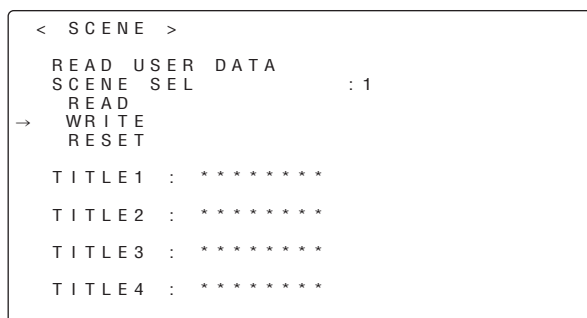 < SCENE >
READ USER DATA
SCENE SEL :1
READ
→ WRITE
RESET
TITLE1 : ********
TITLE2 : ********
TITLE3 : ********
TITLE4 : ********